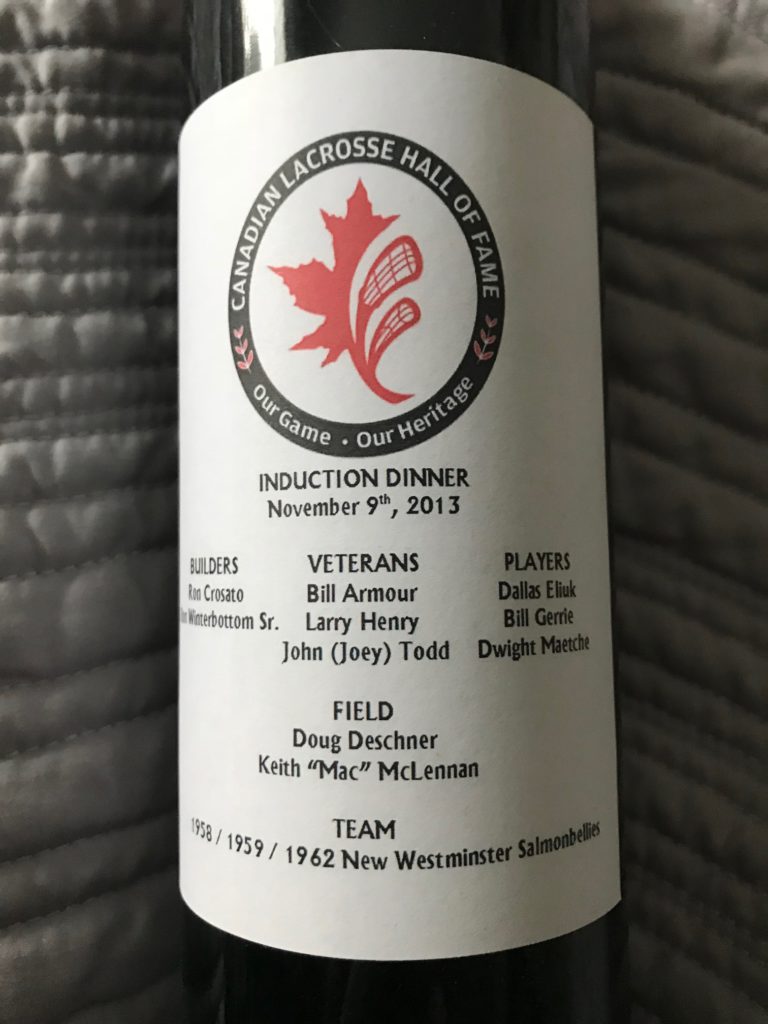 CANADIAN LACROSSE HALL OF FAME
Our Game • Our Heritage
INDUCTION DINNER
November 9th, 2013
BUILDERS
Ron Crosato
Winterbottom Sr.
VETERANS
Bill Armour
Larry Henry
John (Joey) Todd
PLAYERS
Dallas Eliuk
Bill Gerrie
Dwight Maetche
FIELD
Doug Deschner
Keith “Mac” McLennan
TEAM
1958 / 1959 / 1962 New Westminster Salmonbellies